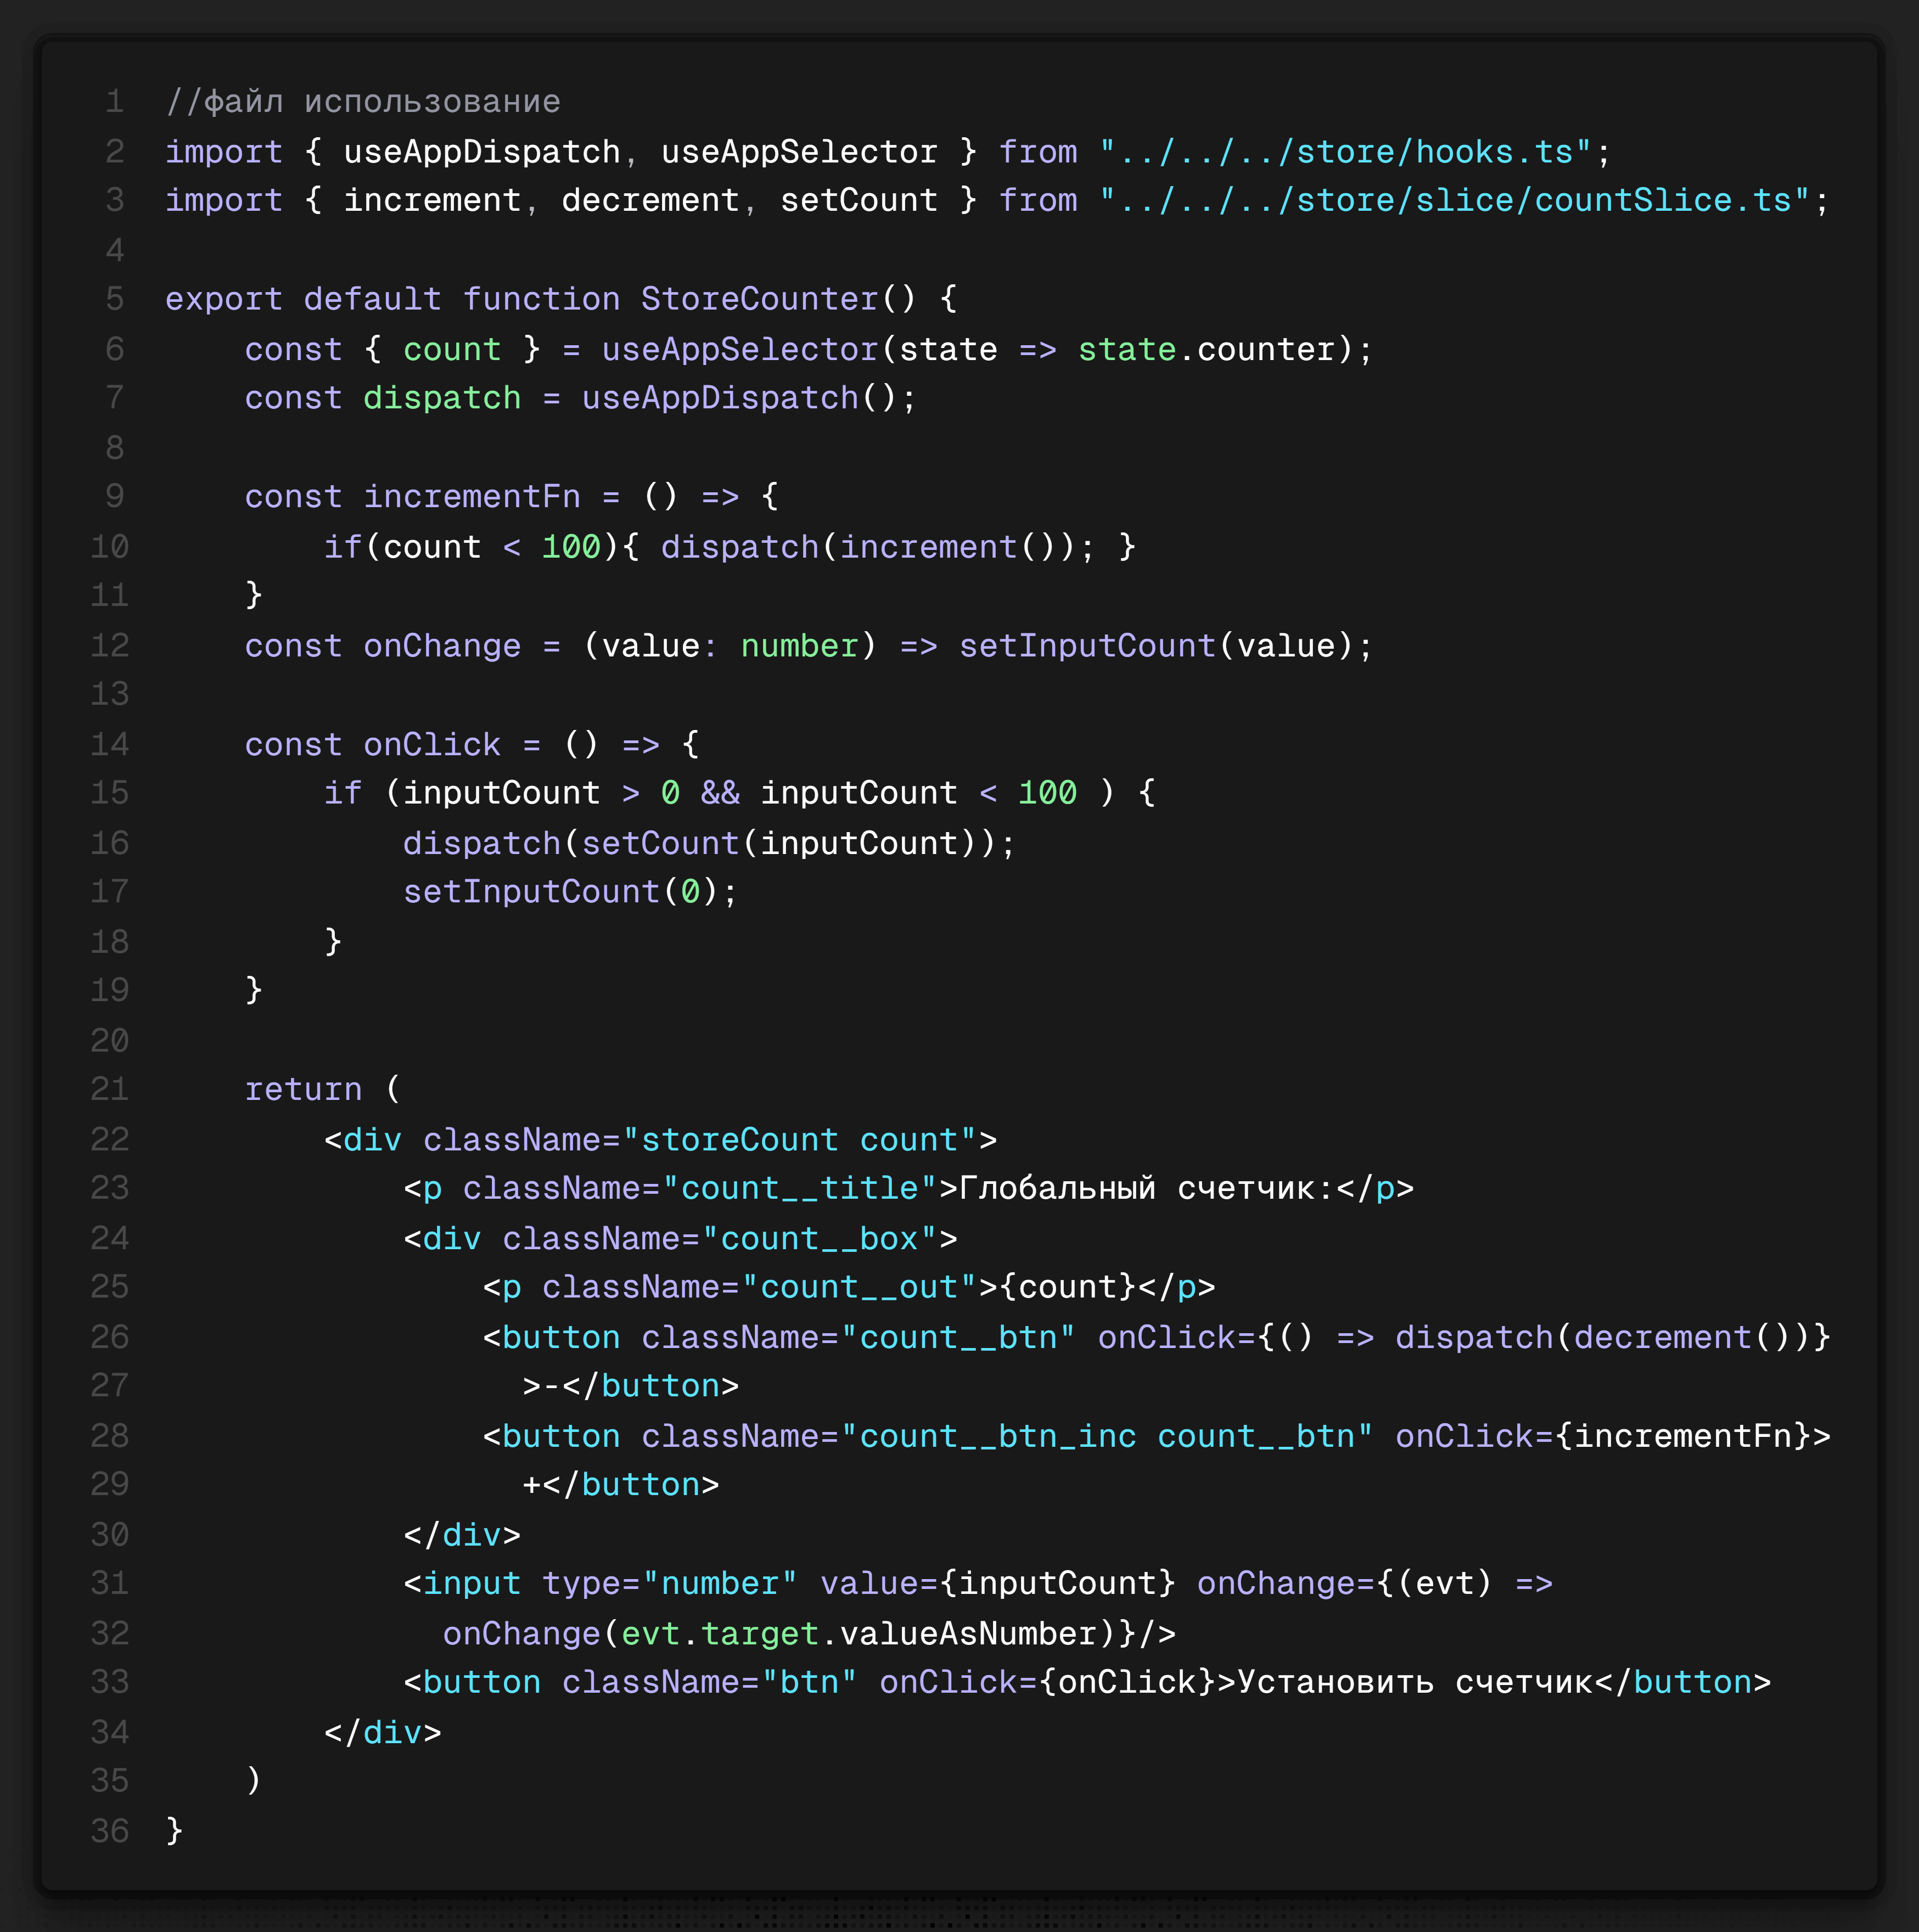 1 //файл использование
2 import { useAppDispatch, useAppSelector } from "../../../store/hooks.ts";
3 import { increment, decrement, setCount } from "../../../store/slice/countSlice.ts";
4
5 export default function StoreCounter() {
6     const { count } = useAppSelector(state => state.counter);
7     const dispatch = useAppDispatch();
8
9     const incrementFn = () => {
10         if(count < 100){ dispatch(increment()); }
11     }
12     const onChange = (value: number) => setInputCount(value);
13
14     const onClick = () => {
15         if (inputCount > 0 && inputCount < 100 ) {
16             dispatch(setCount(inputCount));
17             setInputCount(0);
18         }
19     }
20
21     return (
22         <div className="storeCount count">
23             <p className="count__title">Глобальный счетчик:</p>
24             <div className="count__box">
25                 <p className="count__out">{count}</p>
26                 <button className="count__btn" onClick={() => dispatch(decrement())}
27                   >-</button>
28                 <button className="count__btn_inc count__btn" onClick={incrementFn}>
29                   +</button>
30             </div>
31             <input type="number" value={inputCount} onChange={(evt) =>
32               onChange(evt.target.valueAsNumber)}/>
33             <button className="btn" onClick={onClick}>Установить счетчик</button>
34         </div>
35     )
36 }